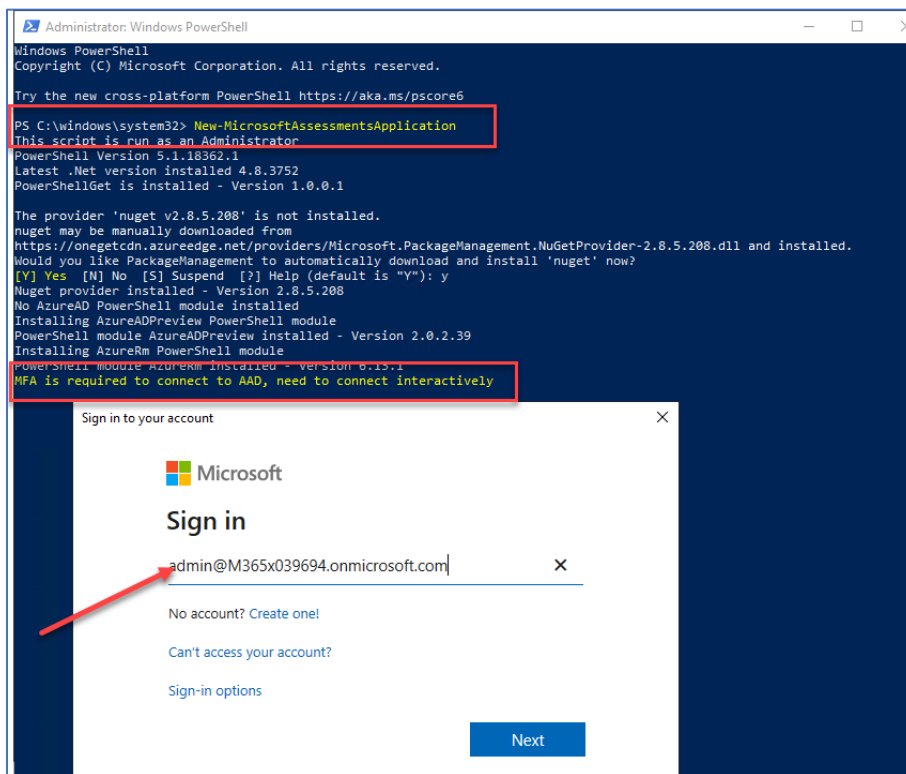 Administrator: Windows PowerShell
Windows PowerShell
Copyright (C) Microsoft Corporation. All rights reserved.
Try the new cross-platform PowerShell https://aka.ms/pscore6
PS C:\windows\system32> New-MicrosoftAssessmentsApplication
This script is run as an Administrator
PowerShell Version 5.1.18362.1
Latest .Net version installed 4.8.3752
PowerShellGet is installed - Version 1.0.0.1
The provider 'nuget v2.8.5.208' is not installed.
nuget may be manually downloaded from
https://onegetcdn.azureedge.net/providers/Microsoft.PackageManagement.NuGetProvider-2.8.5.208.dll and installed.
Would you like PackageManagement to automatically download and install 'nuget' now?
[Y] Yes  [N] No  [S] Suspend  [?] Help (default is "Y"): y
Nuget provider installed - Version 2.8.5.208
No AzureAD PowerShell module installed
Installing AzureADPreview PowerShell module
PowerShell module AzureADPreview installed - Version 2.0.2.39
Installing AzureRm PowerShell module
PowerShell module AzureRm installed - Version 6.13.1
MFA is required to connect to AAD, need to connect interactively
Sign in to your account
Microsoft
Sign in
admin@M365x039694.onmicrosoft.com
No account? Create one!
Can't access your account?
Sign-in options
Next